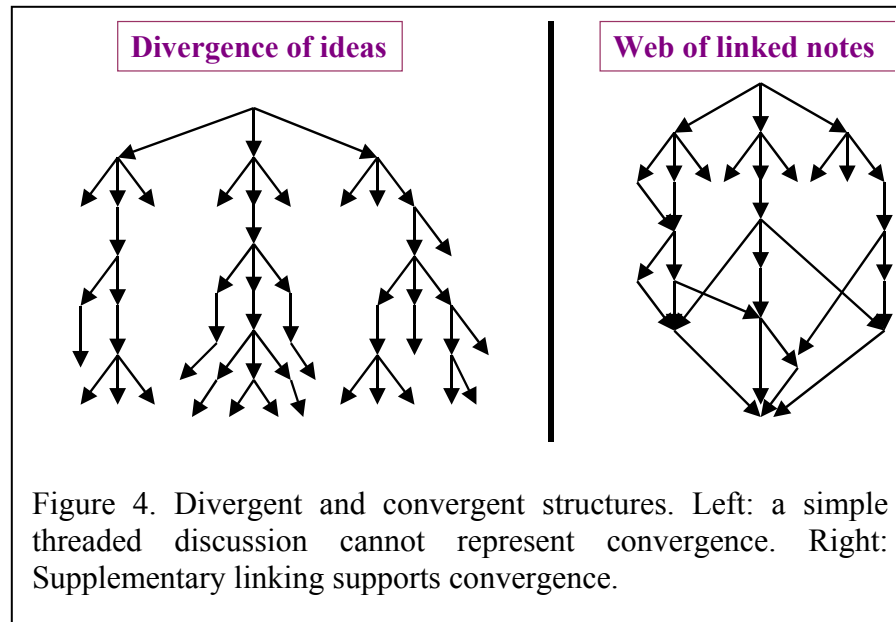 Divergence of ideas
Web of linked notes
Figure 4. Divergent and convergent structures. Left: a simple
threaded discussion cannot represent convergence. Right:
Supplementary linking supports convergence.